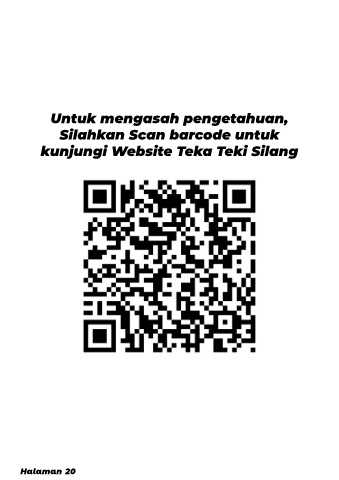 Untuk mengasah pengetahuan,
Silahkan Scan barcode untuk
kunjungi Website Teka Teki Silang
Halaman 20